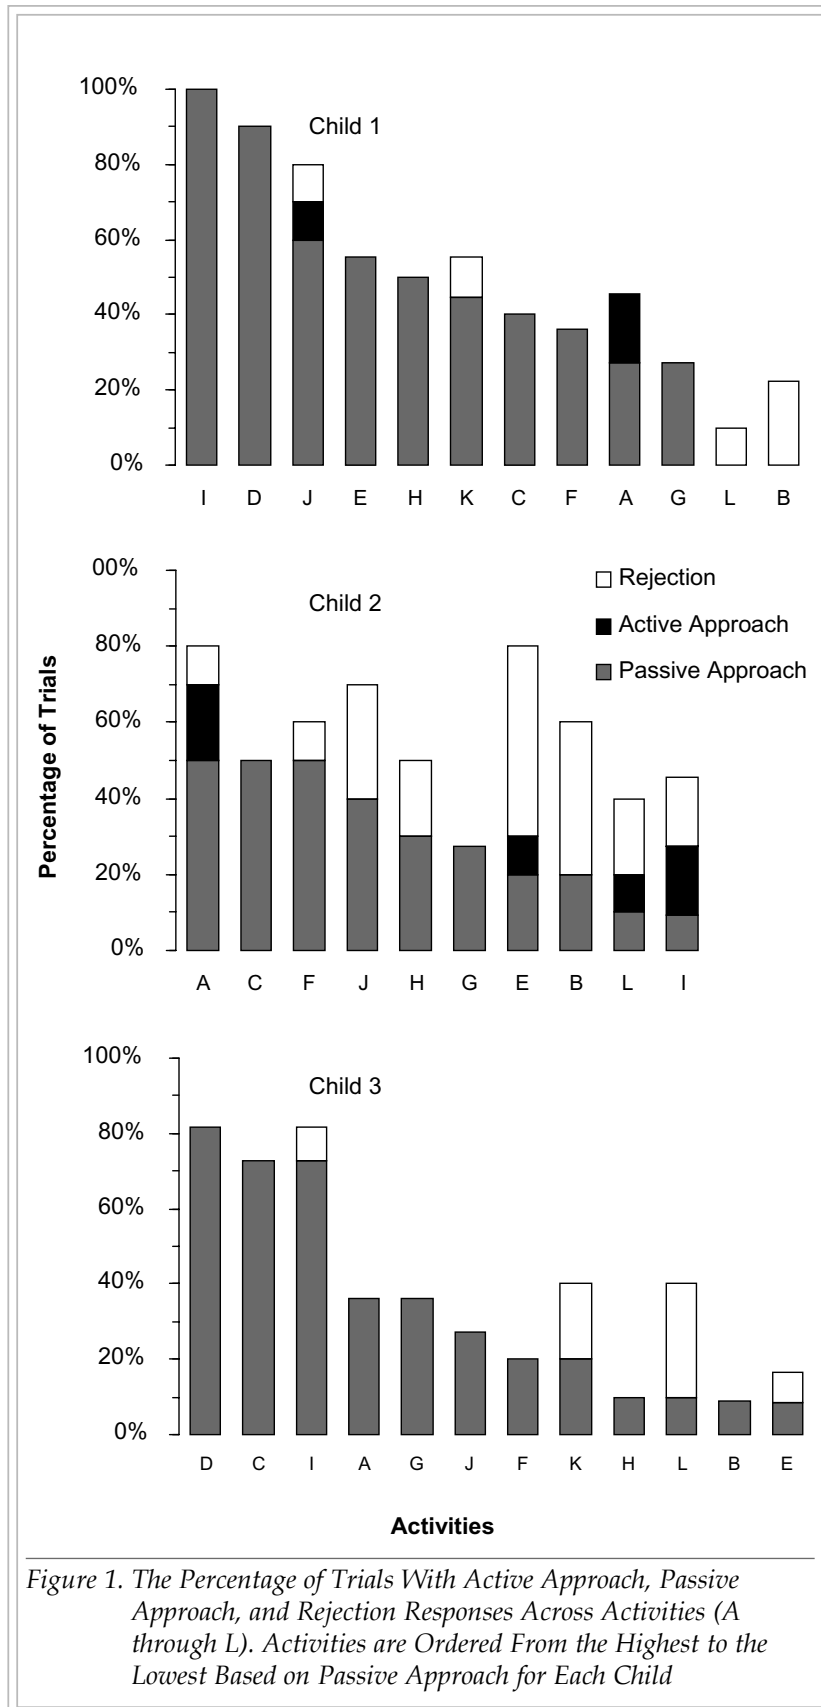 100%
80%
60%
40%
20%
0%
Child 1
I D J E H K C F A G L B
00%
80%
60%
40%
20%
0%
Child 2
Rejection
Active Approach
Passive Approach
Percentage of Trials
A C F J H G E B L I
100%
80%
60%
40%
20%
0%
Child 3
D C I A G J F K H L B E
Activities
Figure 1. The Percentage of Trials With Active Approach, Passive
Approach, and Rejection Responses Across Activities (A
through L). Activities are Ordered From the Highest to the
Lowest Based on Passive Approach for Each Child